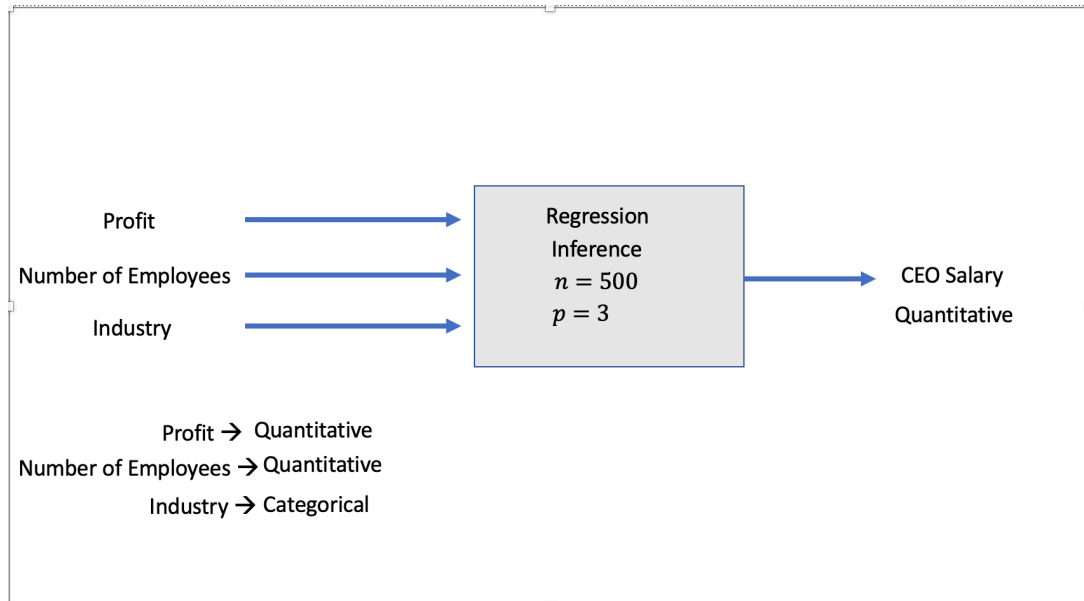 Profit
Number of Employees
Industry
Regression
Inference
n = 500
p = 3
CEO Salary
Quantitative
Profit → Quantitative
Number of Employees → Quantitative
Industry → Categorical